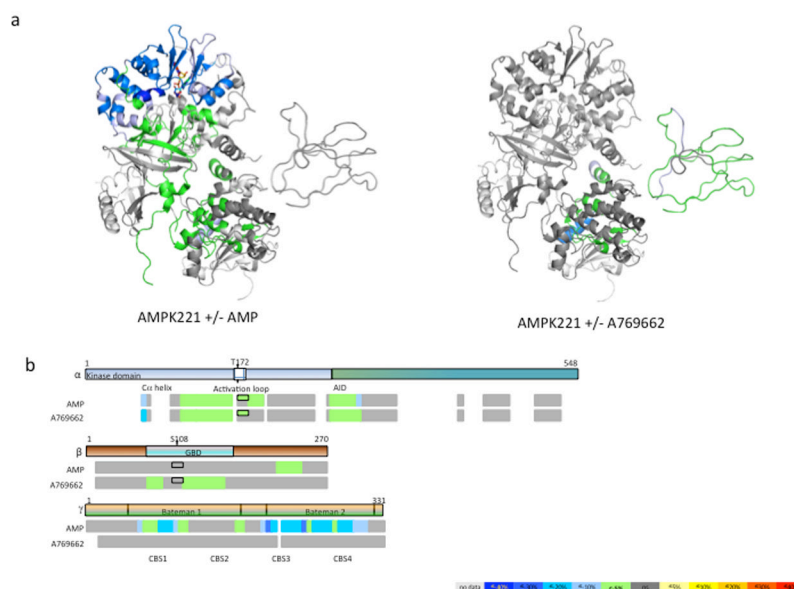 a
AMPK221 +/- AMP
AMPK221 +/- A769662
b
1 T172 548
α Kinase domain
Cα helix Activation loop AID
AMP
A769662
1 S108 270
β GBD
AMP
A769662
1 331
γ Bateman 1 Bateman 2
AMP
A769662
CBS1 CBS2 CBS3 CBS4
no data